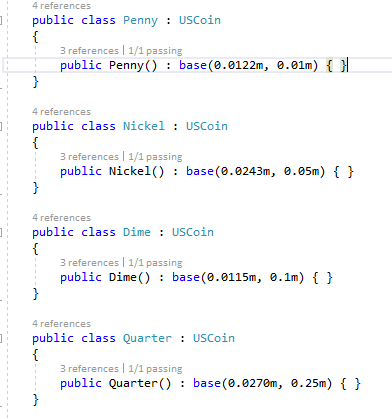 4 references
public class Penny : USCoin
{
3 references | 1/1 passing
public Penny() : base(0.0122m, 0.01m) { }
}
4 references
public class Nickel : USCoin
{
3 references | 1/1 passing
public Nickel() : base(0.0243m, 0.05m) { }
}
4 references
public class Dime : USCoin
{
3 references | 1/1 passing
public Dime() : base(0.0115m, 0.1m) { }
}
4 references
public class Quarter : USCoin
{
3 references | 1/1 passing
public Quarter() : base(0.0270m, 0.25m) { }
}